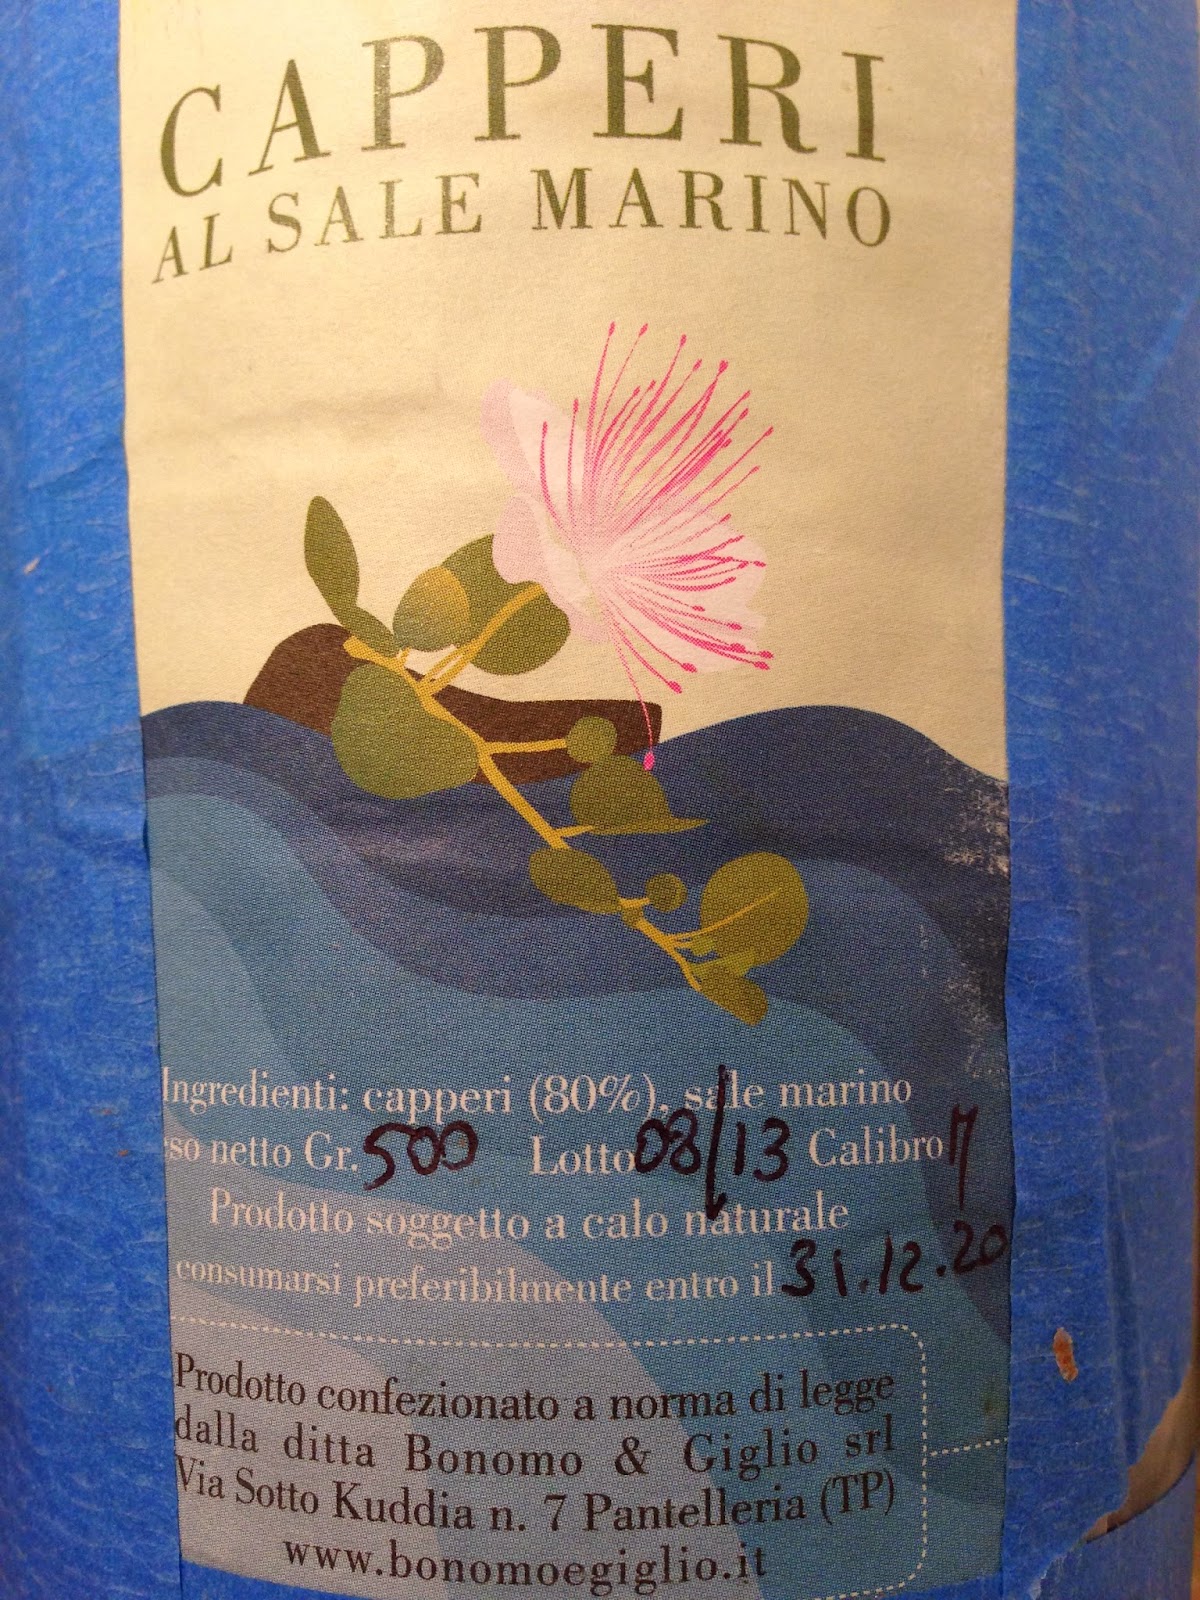 CAPPERI
AL SALE MARINO
Ingredienti: capperi (80%), sale marino
so netto Gr. 500 Lotto 08/13 Calibro
Prodotto soggetto a calo naturale
consumarsi preferibilmente entro il 31.12.20
Prodotto confezionato a norma di legge
dalla ditta Bonomo & Giglio srl
Via Sotto Kuddia n. 7 Pantelleria (TP)
www.bonomoegiglio.it